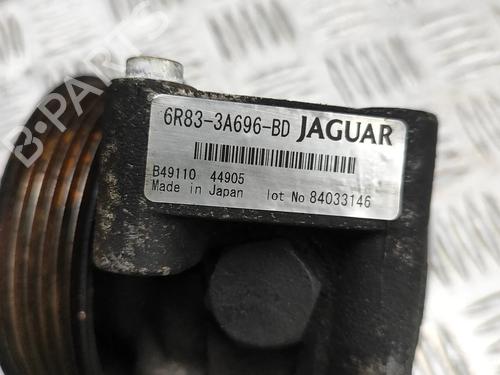 6R83-3A696-BD JAGUAR
B49110 44905
Made in Japan lot No 84033146
B-PARTS